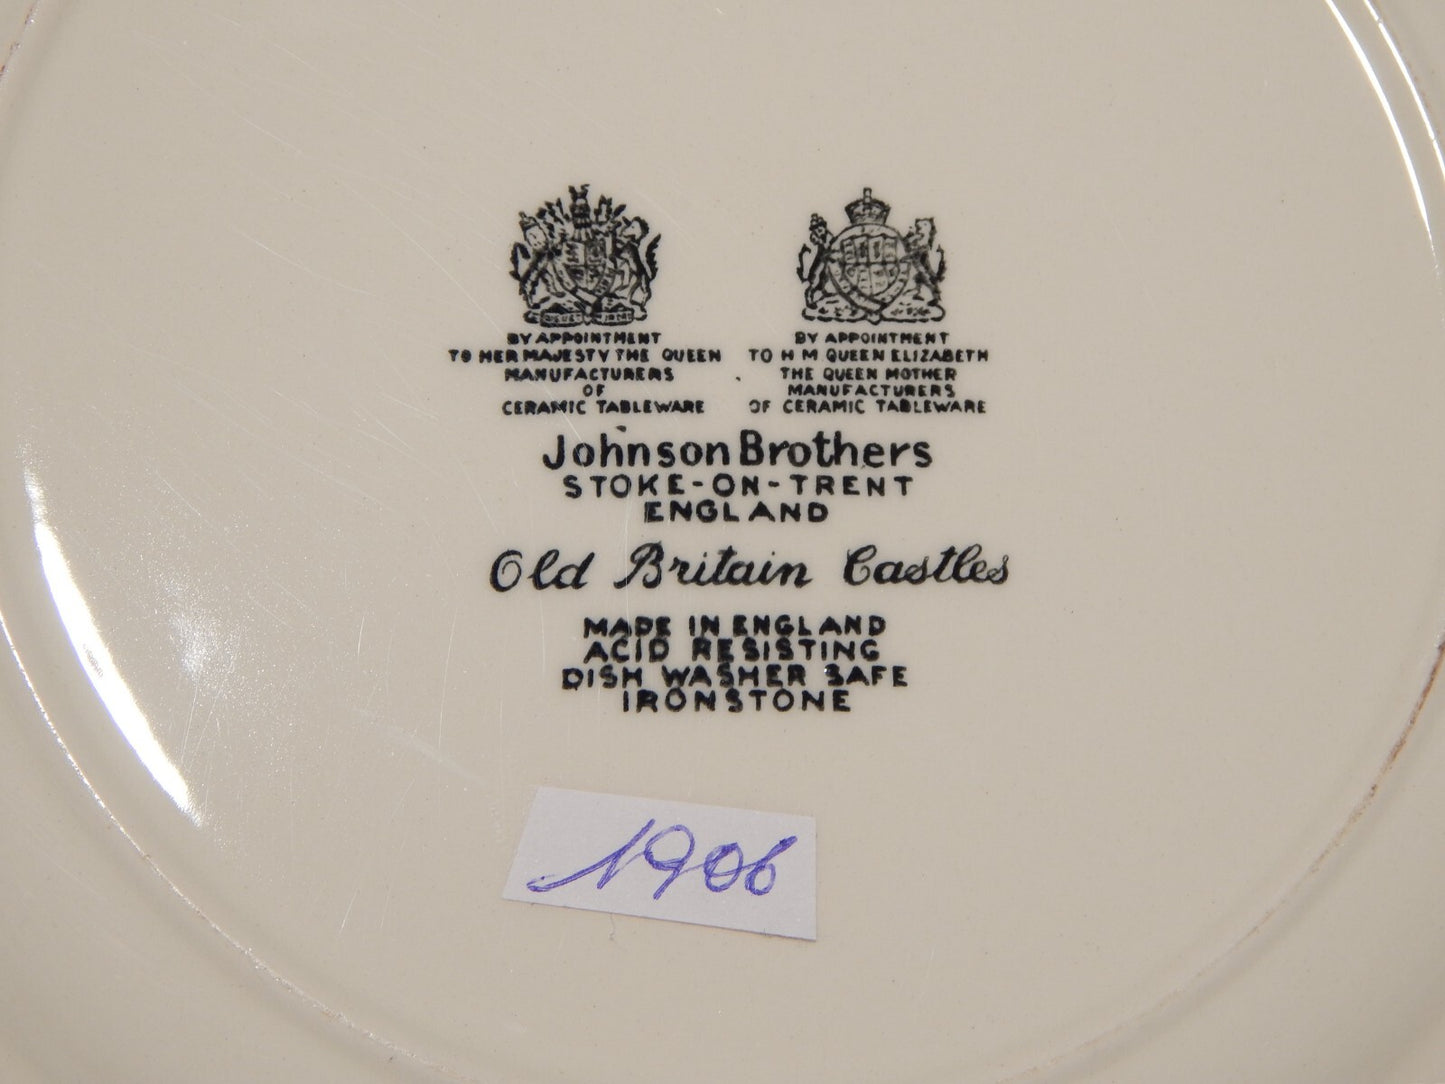 BY APPOINTMENT
TO HER MAJESTY THE QUEEN
MANUFACTURERS
OF
CERAMIC TABLEWARE
BY APPOINTMENT
TO H M QUEEN ELIZABETH
THE QUEEN MOTHER
MANUFACTURERS
OF CERAMIC TABLEWARE
Johnson Brothers
STOKE-ON-TRENT
ENGLAND
Old Britain Castles
MADE IN ENGLAND
ACID RESISTING
DISH WASHER SAFE
IRONSTONE
1906